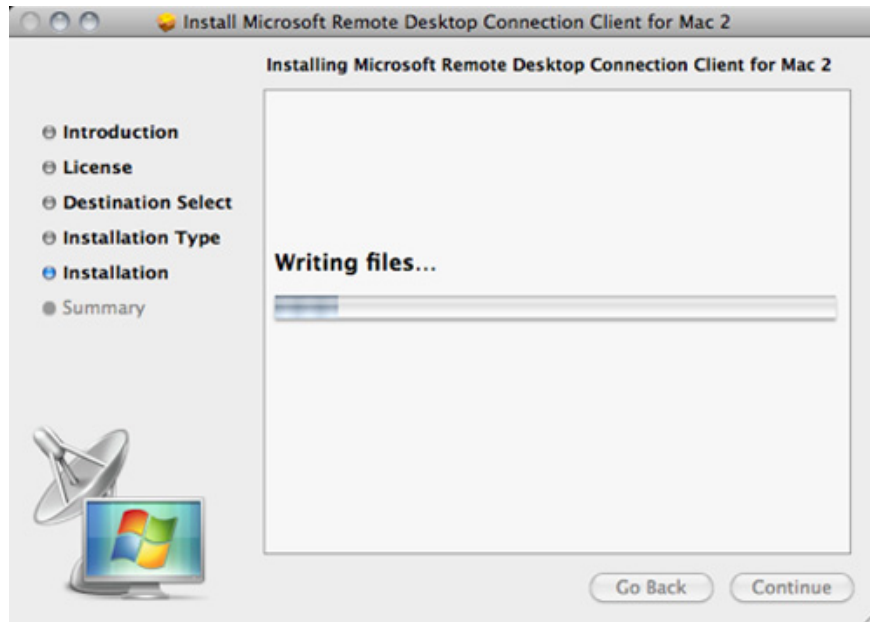 Install Microsoft Remote Desktop Connection Client for Mac 2
Installing Microsoft Remote Desktop Connection Client for Mac 2
Introduction
License
Destination Select
Installation Type
Installation
Summary
Writing files...
Go Back
Continue